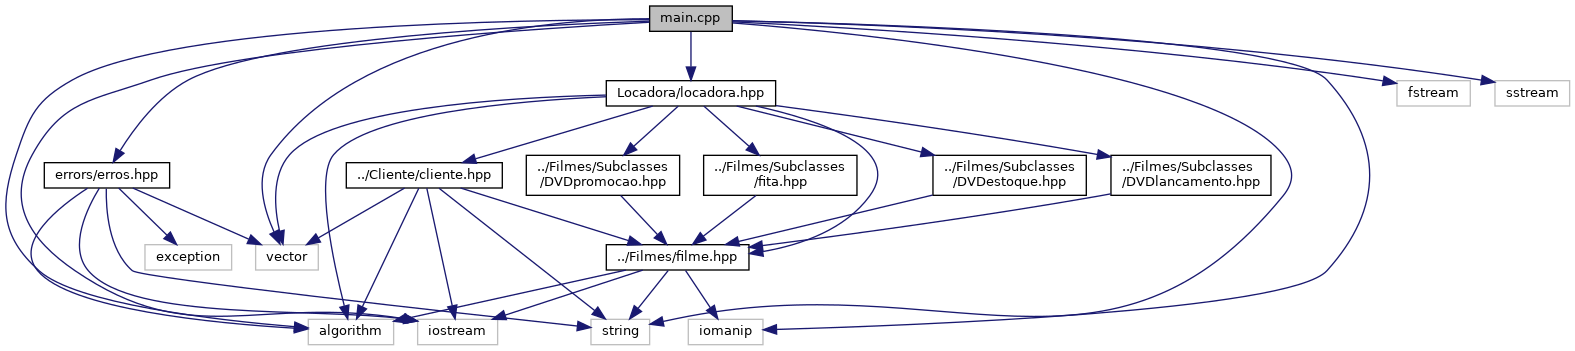 main.cpp
Locadora/locadora.hpp
fstream
sstream
errors/erros.hpp
../Cliente/cliente.hpp
../Filmes/Subclasses
/DVDpromocao.hpp
../Filmes/Subclasses
/fita.hpp
../Filmes/Subclasses
/DVDestoque.hpp
../Filmes/Subclasses
/DVDlancamento.hpp
exception
vector
../Filmes/filme.hpp
algorithm
iostream
string
iomanip